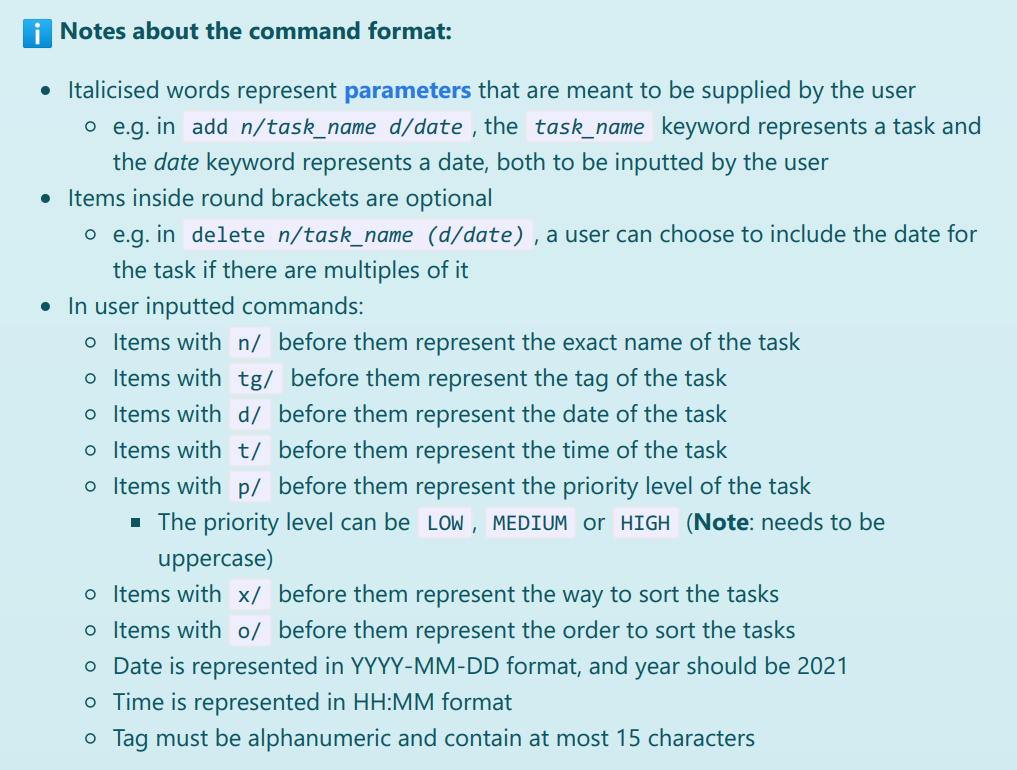 Notes about the command format:
• Italicised words represent parameters that are meant to be supplied by the user
○ e.g. in add n/task_name d/date , the task_name keyword represents a task and
the date keyword represents a date, both to be inputted by the user
• Items inside round brackets are optional
○ e.g. in delete n/task_name (d/date) , a user can choose to include the date for
the task if there are multiples of it
• In user inputted commands:
○ Items with n/ before them represent the exact name of the task
○ Items with tg/ before them represent the tag of the task
○ Items with d/ before them represent the date of the task
○ Items with t/ before them represent the time of the task
○ Items with p/ before them represent the priority level of the task
▪ The priority level can be LOW , MEDIUM or HIGH (Note: needs to be
uppercase)
○ Items with x/ before them represent the way to sort the tasks
○ Items with o/ before them represent the order to sort the tasks
○ Date is represented in YYYY-MM-DD format, and year should be 2021
○ Time is represented in HH:MM format
○ Tag must be alphanumeric and contain at most 15 characters